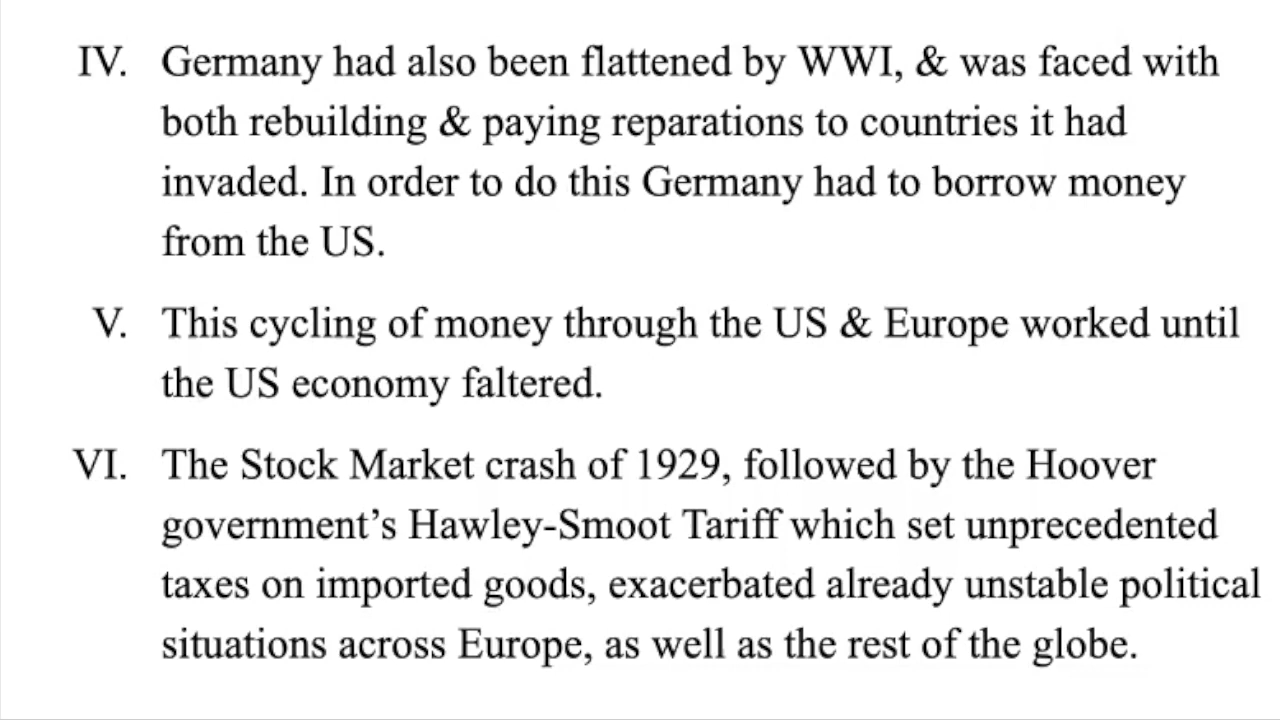 IV. Germany had also been flattened by WWI, & was faced with
both rebuilding & paying reparations to countries it had
invaded. In order to do this Germany had to borrow money
from the US.
V. This cycling of money through the US & Europe worked until
the US economy faltered.
VI. The Stock Market crash of 1929, followed by the Hoover
government’s Hawley-Smoot Tariff which set unprecedented
taxes on imported goods, exacerbated already unstable political
situations across Europe, as well as the rest of the globe.